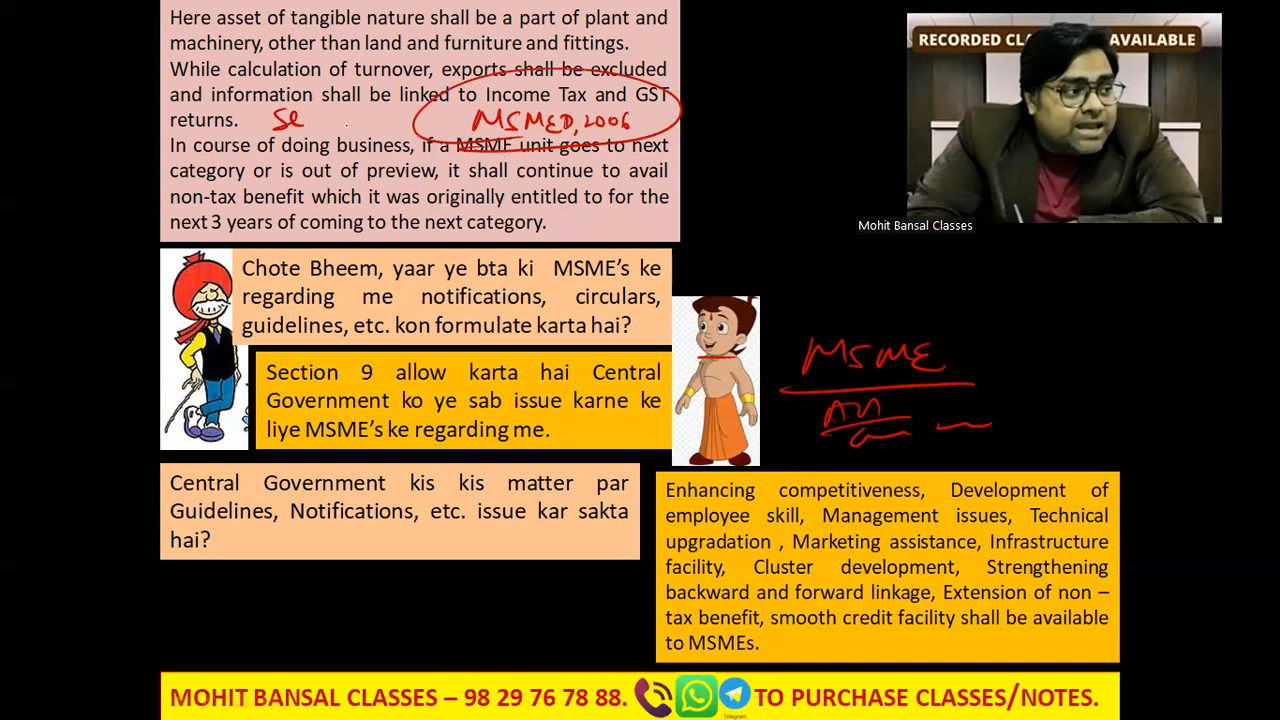 Here asset of tangible nature shall be a part of plant and
machinery, other than land and furniture and fittings.
While calculation of turnover, exports shall be excluded
and information shall be linked to Income Tax and GST
returns. Se MSMED, 2006
In course of doing business, if a MSME unit goes to next
category or is out of preview, it shall continue to avail
non-tax benefit which it was originally entitled to for the
next 3 years of coming to the next category.
RECORDED CLA AVAILABLE
Mohit Bansal Classes
Chote Bheem, yaar ye bta ki MSME's ke
regarding me notifications, circulars,
guidelines, etc. kon formulate karta hai?
Section 9 allow karta hai Central
Government ko ye sab issue karne ke
liye MSME's ke regarding me.
MSME
Central Government kis kis matter par
Guidelines, Notifications, etc. issue kar sakta
hai?
Enhancing competitiveness, Development of
employee skill, Management issues, Technical
upgradation , Marketing assistance, Infrastructure
facility, Cluster development, Strengthening
backward and forward linkage, Extension of non –
tax benefit, smooth credit facility shall be available
to MSMEs.
MOHIT BANSAL CLASSES – 98 29 76 78 88. TO PURCHASE CLASSES/NOTES.
Telegram